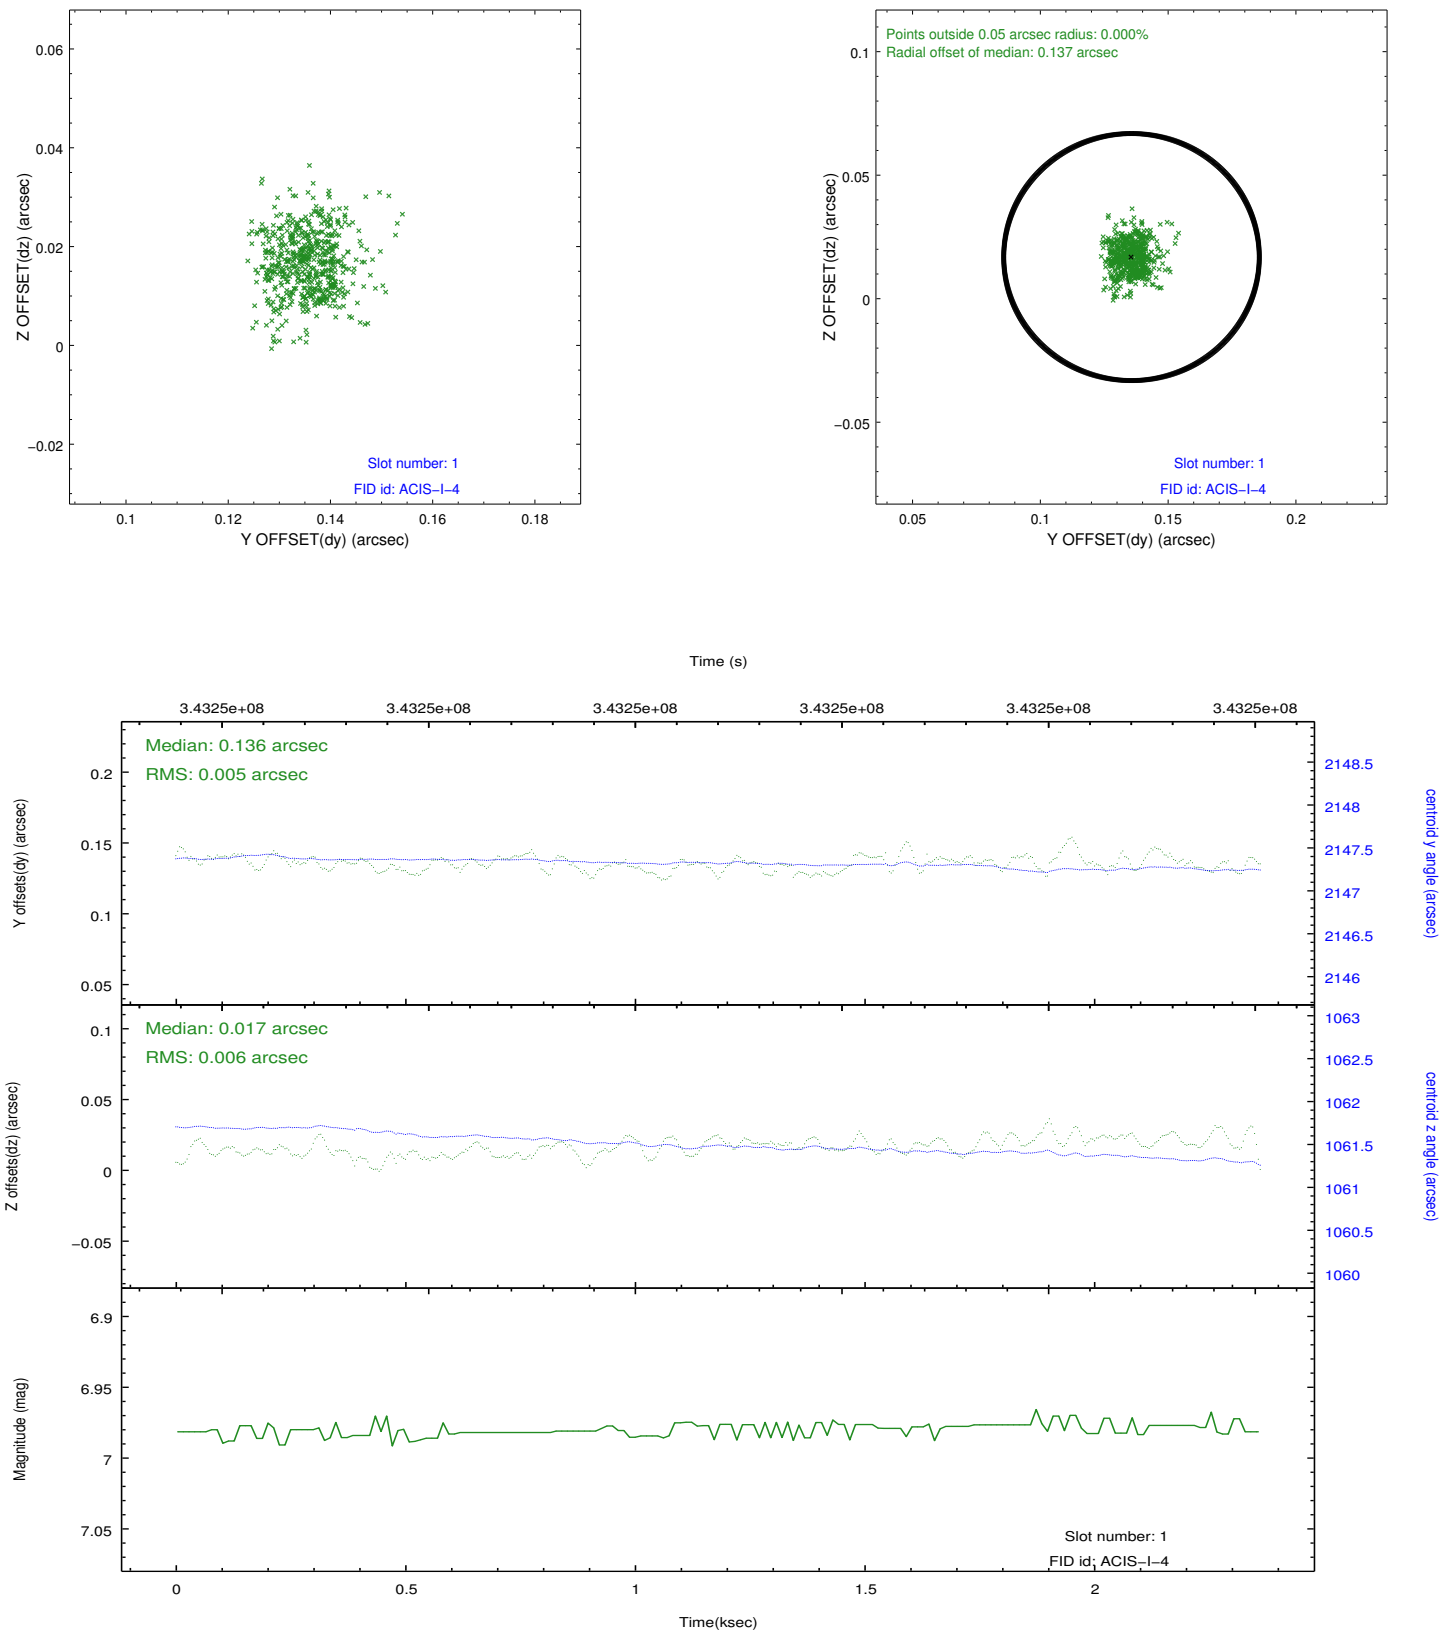 0.06
0.04
0.02
0
−0.02
Z OFFSET(dz) (arcsec)
Slot number: 1
FID id: ACIS−I−4
0.1
0.12
0.14
0.16
0.18
Y OFFSET(dy) (arcsec)
Points outside 0.05 arcsec radius: 0.000%
Radial offset of median: 0.137 arcsec
0.1
0.05
0
−0.05
Z OFFSET(dz) (arcsec)
Slot number: 1
FID id: ACIS−I−4
0.05
0.1
0.15
0.2
Y OFFSET(dy) (arcsec)
Time (s)
3.4325e+08
3.4325e+08
3.4325e+08
3.4325e+08
3.4325e+08
3.4325e+08
Median: 0.136 arcsec
RMS: 0.005 arcsec
0.2
0.15
0.1
0.05
Y offsets(dy) (arcsec)
2148.5
2148
2147.5
2147
2146.5
2146
centroid y angle (arcsec)
Median: 0.017 arcsec
RMS: 0.006 arcsec
0.1
0.05
0
−0.05
Z offsets(dz) (arcsec)
1063
1062.5
1062
1061.5
1061
1060.5
1060
centroid z angle (arcsec)
6.9
6.95
7
7.05
Magnitude (mag)
Slot number: 1
FID id: ACIS−I−4
0
0.5
1
1.5
2
Time(ksec)